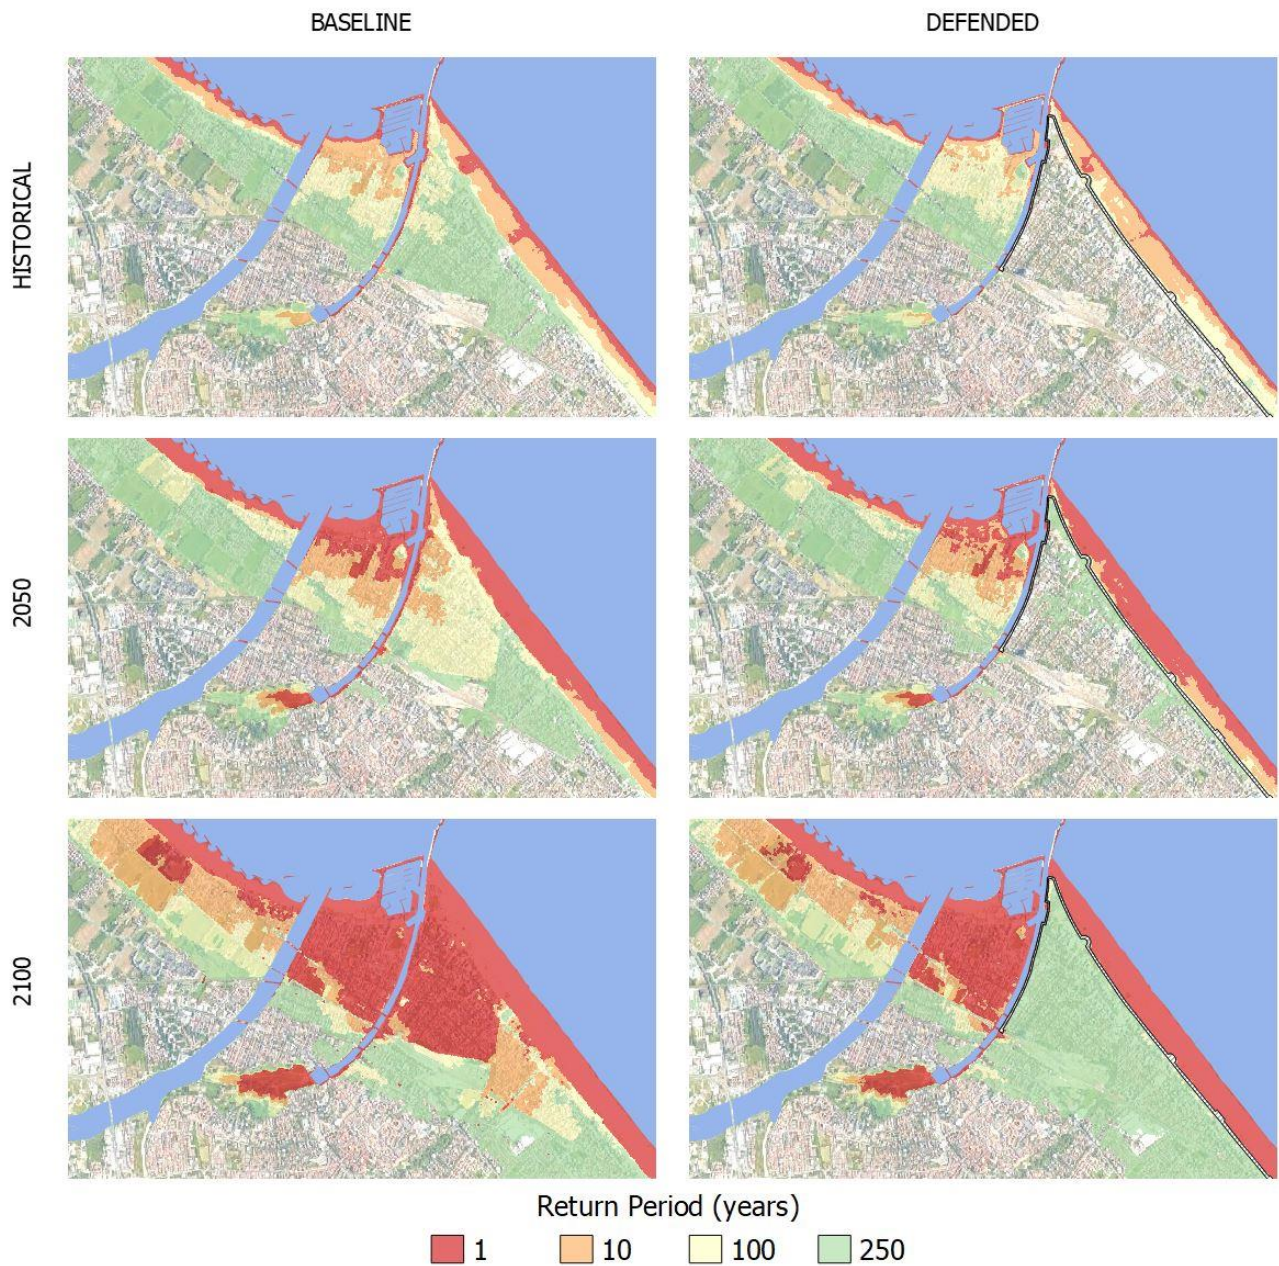 BASELINE
DEFENDED
HISTORICAL
2050
2100
Return Period (years)
1
10
100
250